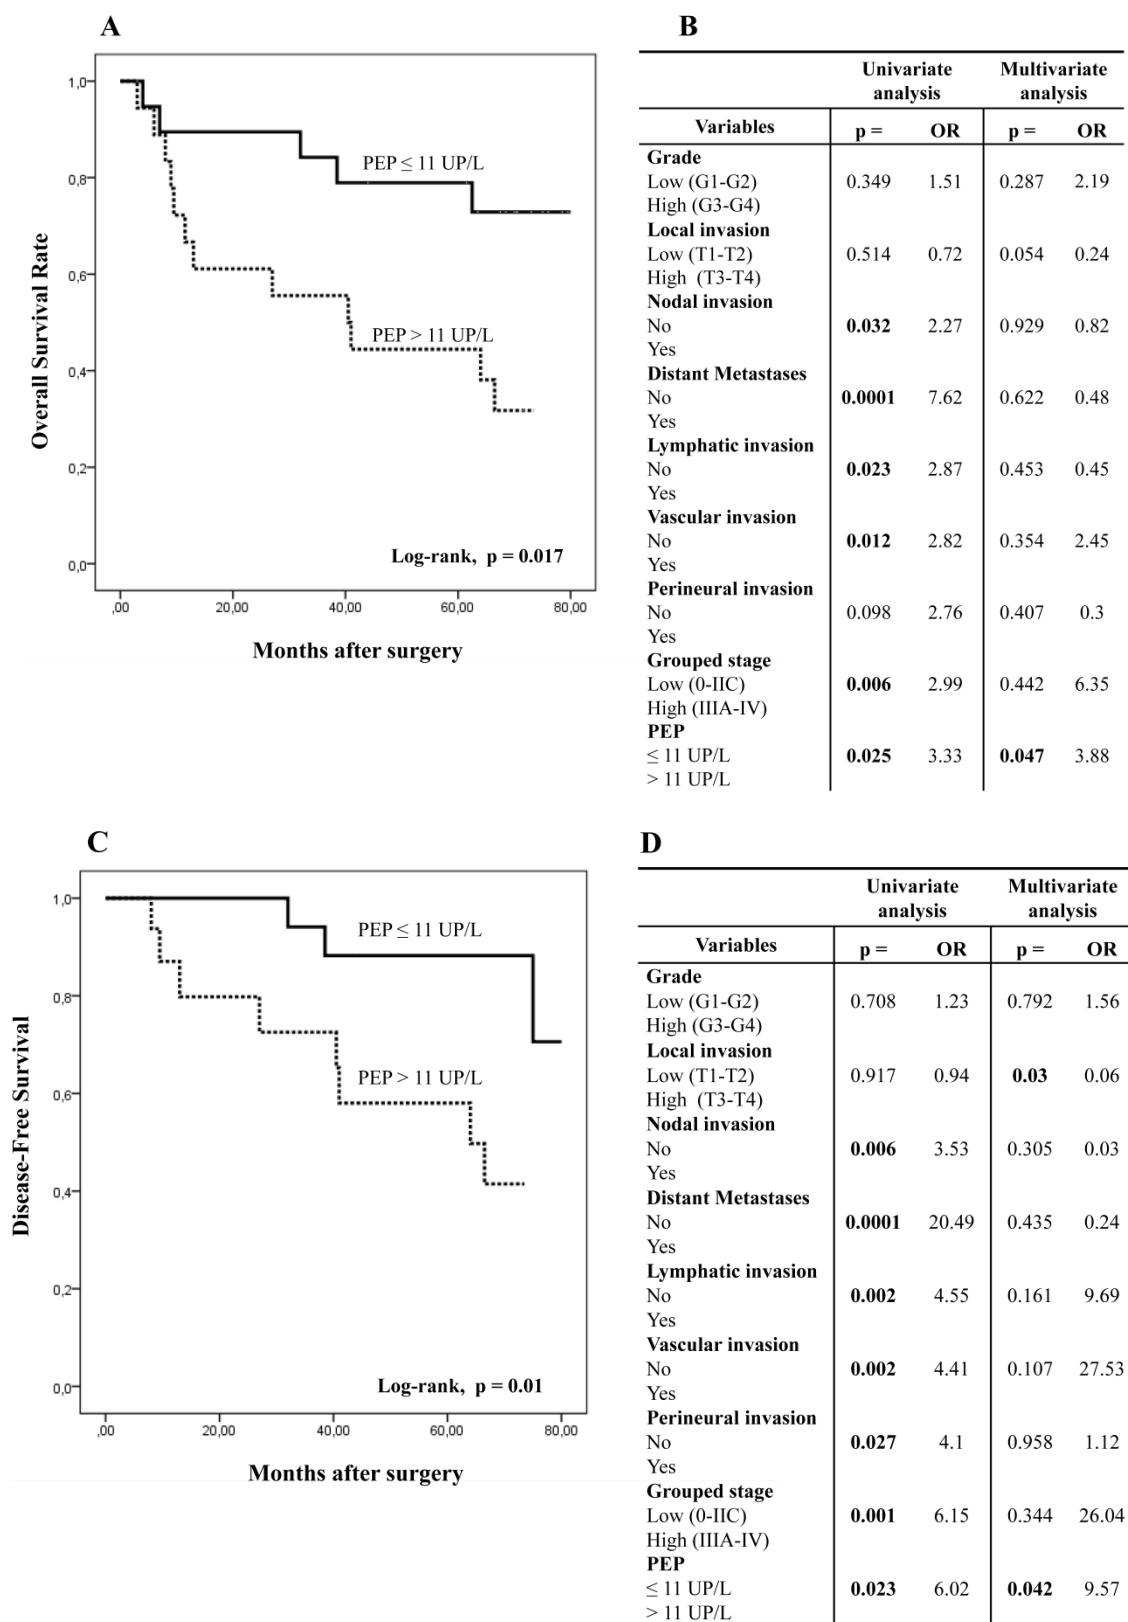 A
1,0
0,8
0,6
0,4
0,2
0,0
Overall Survival Rate
PEP ≤ 11 UP/L
PEP > 11 UP/L
Log-rank, p = 0.017
,00 20,00 40,00 60,00 80,00
Months after surgery
B
Univariate analysis Multivariate analysis
Variables p = OR p = OR
Grade
Low (G1-G2) 0.349 1.51 0.287 2.19
High (G3-G4)
Local invasion
Low (T1-T2) 0.514 0.72 0.054 0.24
High (T3-T4)
Nodal invasion
No 0.032 2.27 0.929 0.82
Yes
Distant Metastases
No 0.0001 7.62 0.622 0.48
Yes
Lymphatic invasion
No 0.023 2.87 0.453 0.45
Yes
Vascular invasion
No 0.012 2.82 0.354 2.45
Yes
Perineural invasion
No 0.098 2.76 0.407 0.3
Yes
Grouped stage
Low (0-IIC) 0.006 2.99 0.442 6.35
High (IIIA-IV)
PEP
≤ 11 UP/L 0.025 3.33 0.047 3.88
> 11 UP/L
C
1,0
0,8
0,6
0,4
0,2
0,0
Disease-Free Survival
PEP ≤ 11 UP/L
PEP > 11 UP/L
Log-rank, p = 0.01
,00 20,00 40,00 60,00 80,00
Months after surgery
D
Univariate analysis Multivariate analysis
Variables p = OR p = OR
Grade
Low (G1-G2) 0.708 1.23 0.792 1.56
High (G3-G4)
Local invasion
Low (T1-T2) 0.917 0.94 0.03 0.06
High (T3-T4)
Nodal invasion
No 0.006 3.53 0.305 0.03
Yes
Distant Metastases
No 0.0001 20.49 0.435 0.24
Yes
Lymphatic invasion
No 0.002 4.55 0.161 9.69
Yes
Vascular invasion
No 0.002 4.41 0.107 27.53
Yes
Perineural invasion
No 0.027 4.1 0.958 1.12
Yes
Grouped stage
Low (0-IIC) 0.001 6.15 0.344 26.04
High (IIIA-IV)
PEP
≤ 11 UP/L 0.023 6.02 0.042 9.57
> 11 UP/L